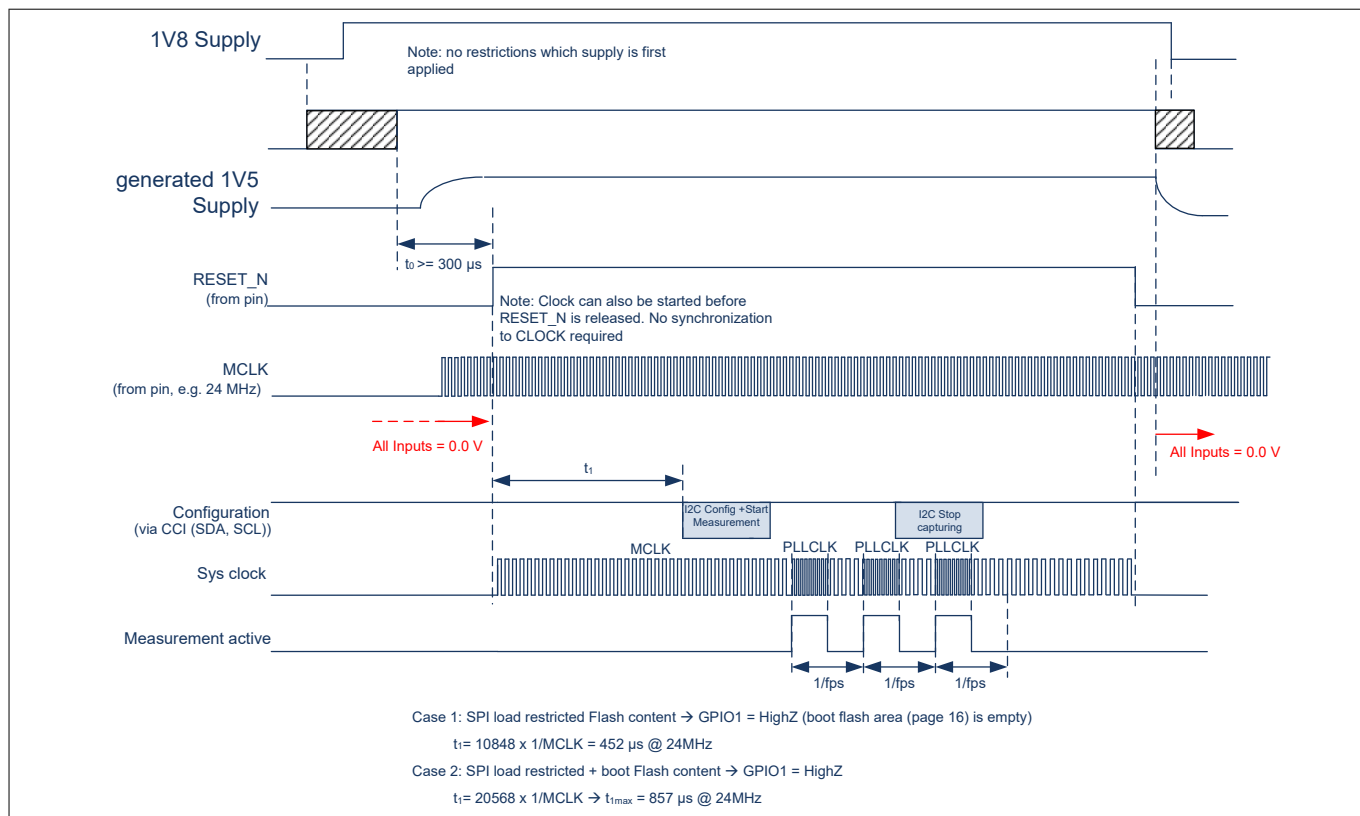 1V8 Supply
Note: no restrictions which supply is first
applied
generated 1V5
Supply
t0 >= 300 µs
RESET_N
(from pin)
Note: Clock can also be started before
RESET_N is released. No synchronization
to CLOCK required
MCLK
(from pin, e.g. 24 MHz)
All Inputs = 0.0 V
All Inputs = 0.0 V
t1
Configuration
(via CCI (SDA, SCL))
I2C Config +Start
Measurement
I2C Stop
capturing
MCLK
PLLCLK PLLCLK PLLCLK
Sys clock
Measurement active
1/fps 1/fps 1/fps
Case 1: SPI load restricted Flash content → GPIO1 = HighZ (boot flash area (page 16) is empty)
t1= 10848 x 1/MCLK = 452 µs @ 24MHz
Case 2: SPI load restricted + boot Flash content → GPIO1 = HighZ
t1= 20568 x 1/MCLK → t1max = 857 µs @ 24MHz